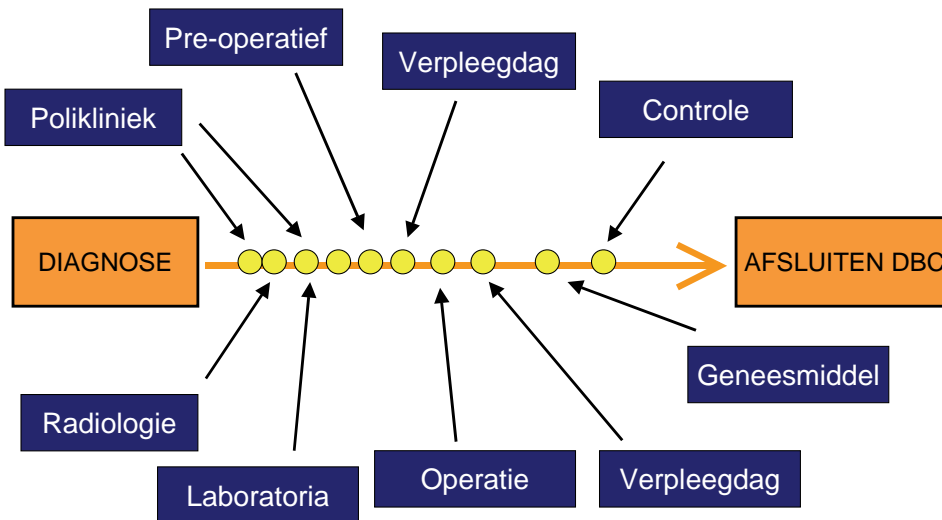 Pre-operatief
Verpleegdag
Polikliniek
Controle
DIAGNOSE
AFSLUITEN DBC
Geneesmiddel
Radiologie
Laboratoria
Operatie
Verpleegdag